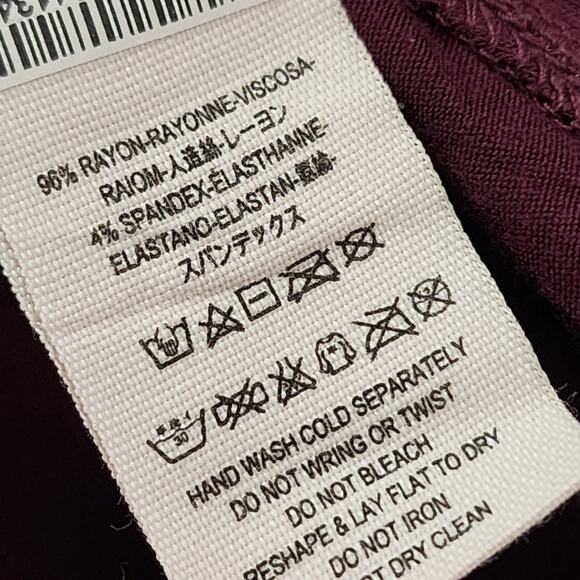 96% RAYON-RAYONNE-VISCOSA-
RAIOM-人造絲-レーヨン
4% SPANDEX-ÉLASTHANNE-
ELASTANO-ELASTAN-氨綸-
スパンデックス
30
HAND WASH COLD SEPARATELY
DO NOT WRING OR TWIST
DO NOT BLEACH
RESHAPE & LAY FLAT TO DRY
DO NOT IRON
DRY CLEAN